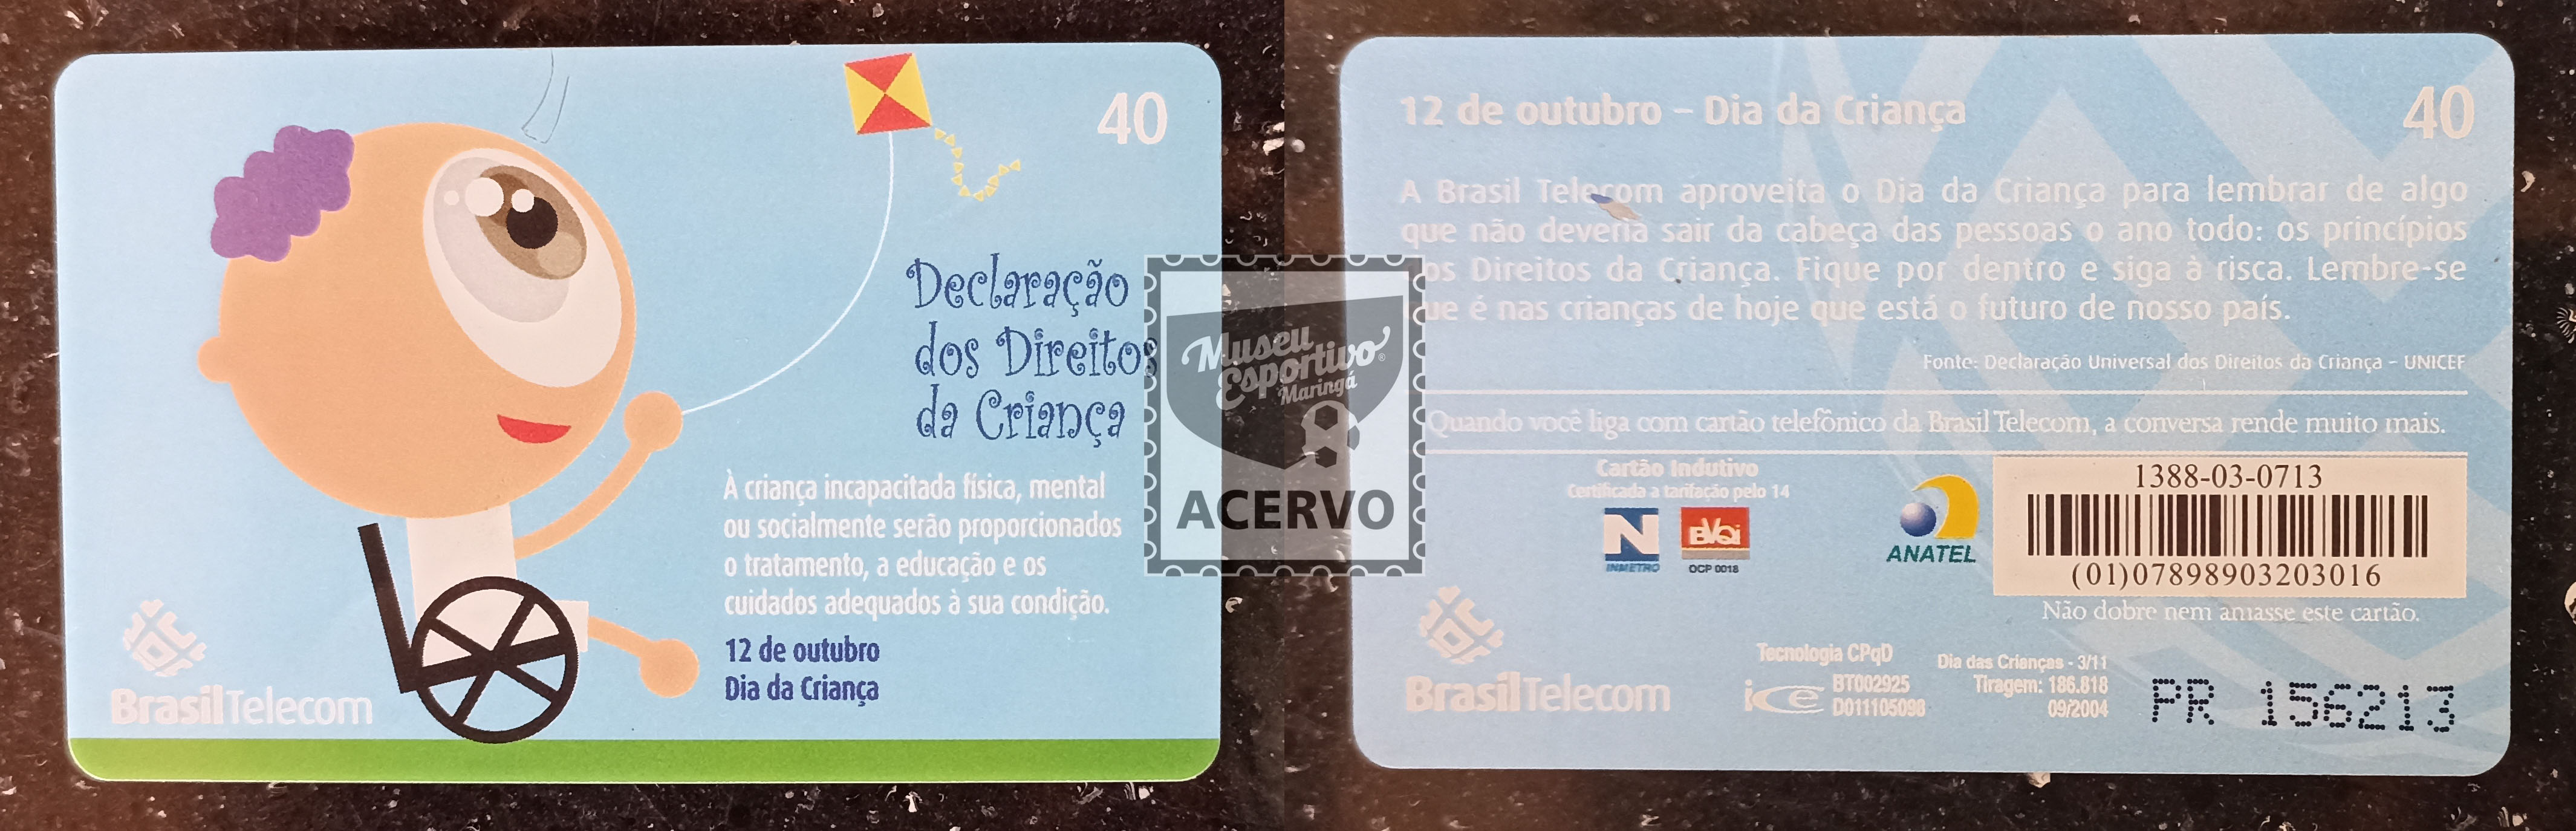 40
Declaração
dos Direitos
da Criança
À criança incapacitada física, mental
ou socialmente serão proporcionados
o tratamento, a educação e os
cuidados adequados à sua condição.
12 de outubro
Dia da Criança
BrasilTelecom
Museu
Esportivo
Maringá
ACERVO
12 de outubro – Dia da Criança
40
A Brasil Telecom aproveita o Dia da Criança para lembrar de algo
que não deveria sair da cabeça das pessoas o ano todo: os princípios
os Direitos da Criança. Fique por dentro e siga à risca. Lembre-se
ue é nas crianças de hoje que está o futuro de nosso país.
Fonte: Declaração Universal dos Direitos da Criança – UNICEF
Quando você liga com cartão telefônico da Brasil Telecom, a conversa rende muito mais.
Cartão Indutivo
Certificada a tarifação pelo 14
N
INMETRO
BVQi
OCP 0018
ANATEL
1388-03-0713
(01)07898903203016
Não dobre nem amasse este cartão.
BrasilTelecom
Tecnologia CPqD
ice
BT002925
D011105098
Dia das Crianças - 3/11
Tiragem: 186.818
09/2004
PR 156213